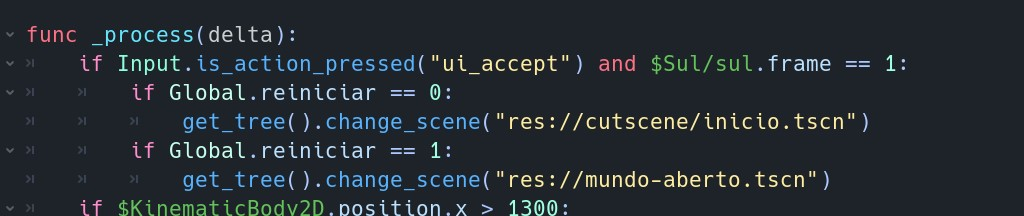 func _process(delta):
if Input.is_action_pressed("ui_accept") and $Sul/sul.frame == 1:
if Global.reiniciar == 0:
get_tree().change_scene("res://cutscene/inicio.tscn")
if Global.reiniciar == 1:
get_tree().change_scene("res://mundo-aberto.tscn")
if $KinematicBody2D.position.x > 1300: